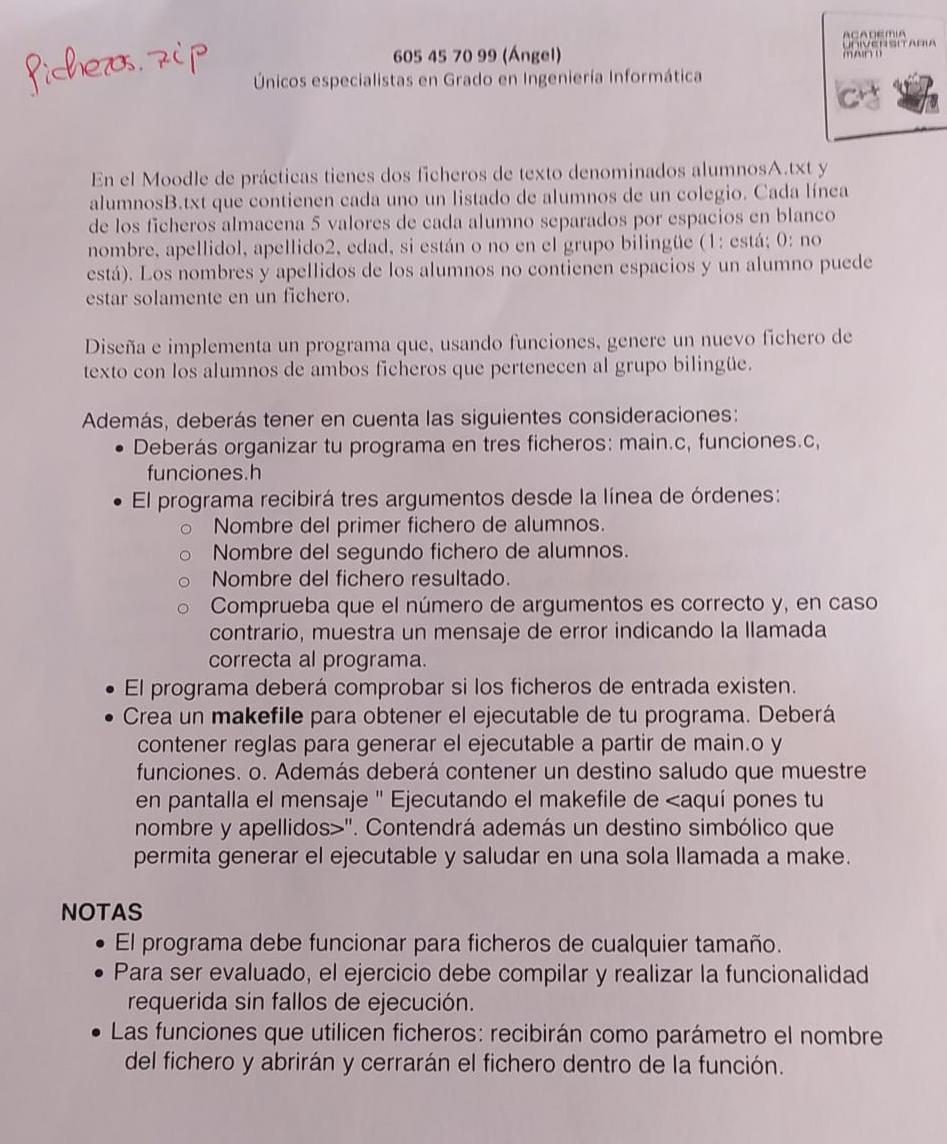 ficheros.zip
605 45 70 99 (Ángel)
Únicos especialistas en Grado en Ingeniería Informática
ACADEMIA
UNIVERSITARIA
C++
En el Moodle de prácticas tienes dos ficheros de texto denominados alumnosA.txt y
alumnosB.txt que contienen cada uno un listado de alumnos de un colegio. Cada línea
de los ficheros almacena 5 valores de cada alumno separados por espacios en blanco
nombre, apellidol, apellido2, edad, si están o no en el grupo bilingüe (1: está; 0: no
está). Los nombres y apellidos de los alumnos no contienen espacios y un alumno puede
estar solamente en un fichero.
Diseña e implementa un programa que, usando funciones, genere un nuevo fichero de
texto con los alumnos de ambos ficheros que pertenecen al grupo bilingüe.
Además, deberás tener en cuenta las siguientes consideraciones:
• Deberás organizar tu programa en tres ficheros: main.c, funciones.c,
funciones.h
• El programa recibirá tres argumentos desde la línea de órdenes:
○ Nombre del primer fichero de alumnos.
○ Nombre del segundo fichero de alumnos.
○ Nombre del fichero resultado.
○ Comprueba que el número de argumentos es correcto y, en caso
contrario, muestra un mensaje de error indicando la llamada
correcta al programa.
• El programa deberá comprobar si los ficheros de entrada existen.
• Crea un makefile para obtener el ejecutable de tu programa. Deberá
contener reglas para generar el ejecutable a partir de main.o y
funciones. o. Además deberá contener un destino saludo que muestre
en pantalla el mensaje " Ejecutando el makefile de <aquí pones tu
nombre y apellidos>". Contendrá además un destino simbólico que
permita generar el ejecutable y saludar en una sola llamada a make.
NOTAS
• El programa debe funcionar para ficheros de cualquier tamaño.
• Para ser evaluado, el ejercicio debe compilar y realizar la funcionalidad
requerida sin fallos de ejecución.
• Las funciones que utilicen ficheros: recibirán como parámetro el nombre
del fichero y abrirán y cerrarán el fichero dentro de la función.